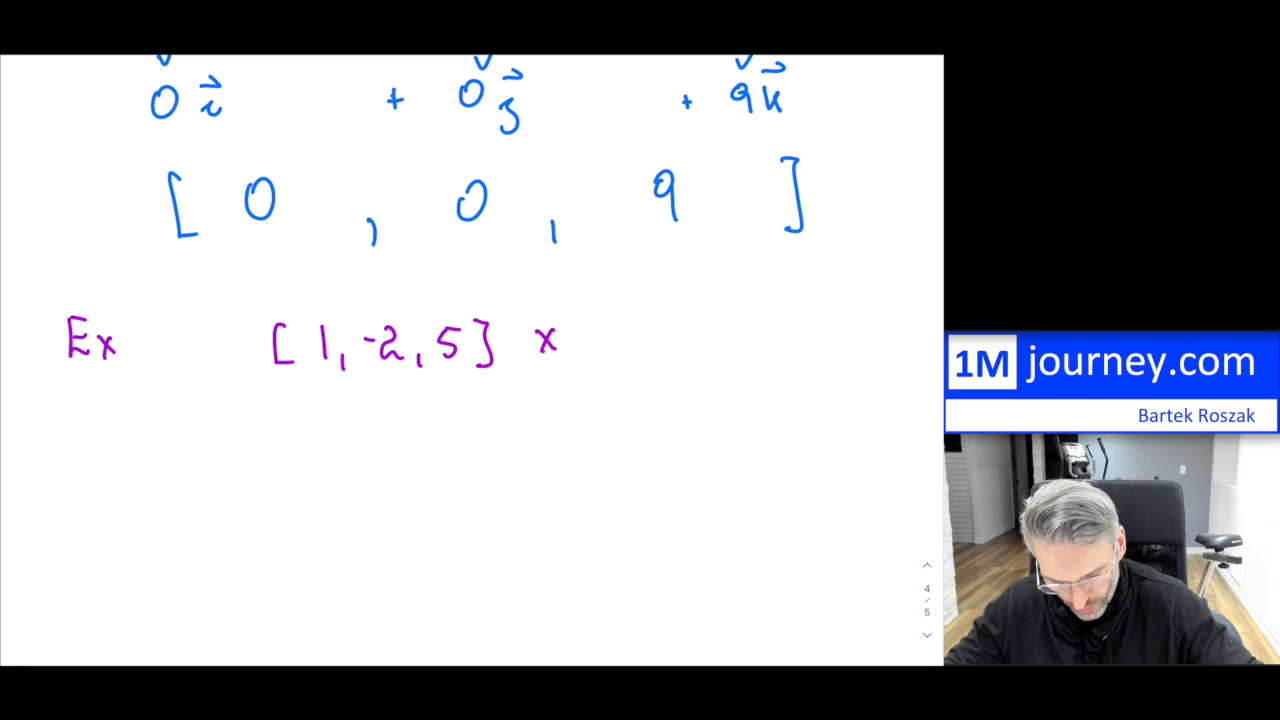 0 i⃗ + 0 j⃗ + 9 k⃗
[ 0 , 0 , 9 ]
Ex [ 1, -2, 5 ] x
1M journey.com
Bartek Roszak
4
/
5